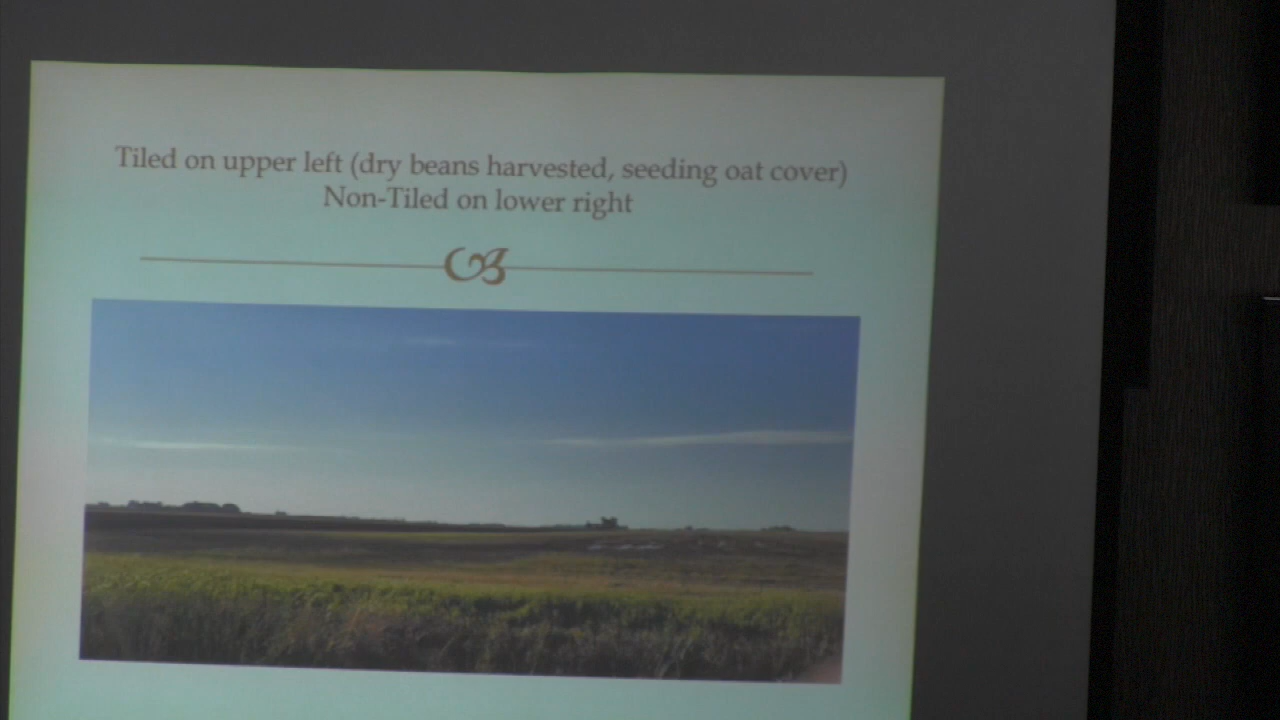 Tiled on upper left (dry beans harvested, seeding oat cover)
Non-Tiled on lower right